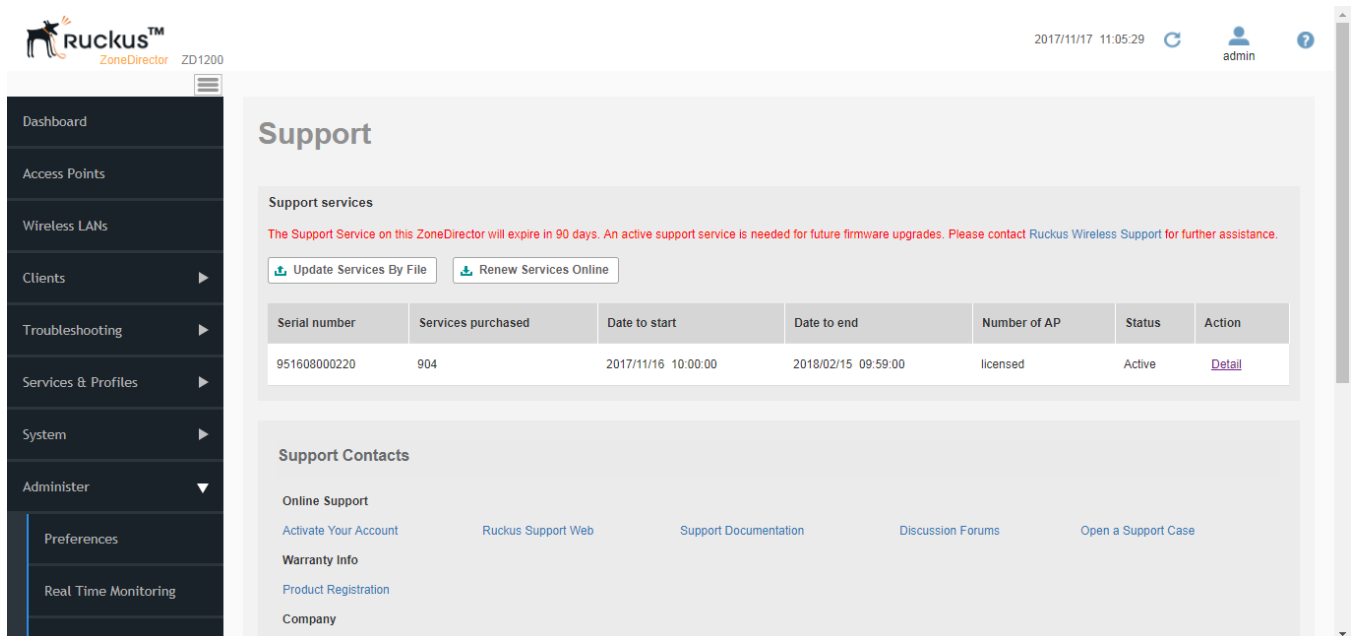 Ruckus™
ZoneDirector ZD1200
2017/11/17 11:05:29
admin
?
Dashboard
Access Points
Wireless LANs
Clients
Troubleshooting
Services & Profiles
System
Administer
Preferences
Real Time Monitoring
Support
Support services
The Support Service on this ZoneDirector will expire in 90 days. An active support service is needed for future firmware upgrades. Please contact Ruckus Wireless Support for further assistance.
Update Services By File Renew Services Online
Serial number Services purchased Date to start Date to end Number of AP Status Action
951608000220 904 2017/11/16 10:00:00 2018/02/15 09:59:00 licensed Active Detail
Support Contacts
Online Support
Activate Your Account Ruckus Support Web Support Documentation Discussion Forums Open a Support Case
Warranty Info
Product Registration
Company